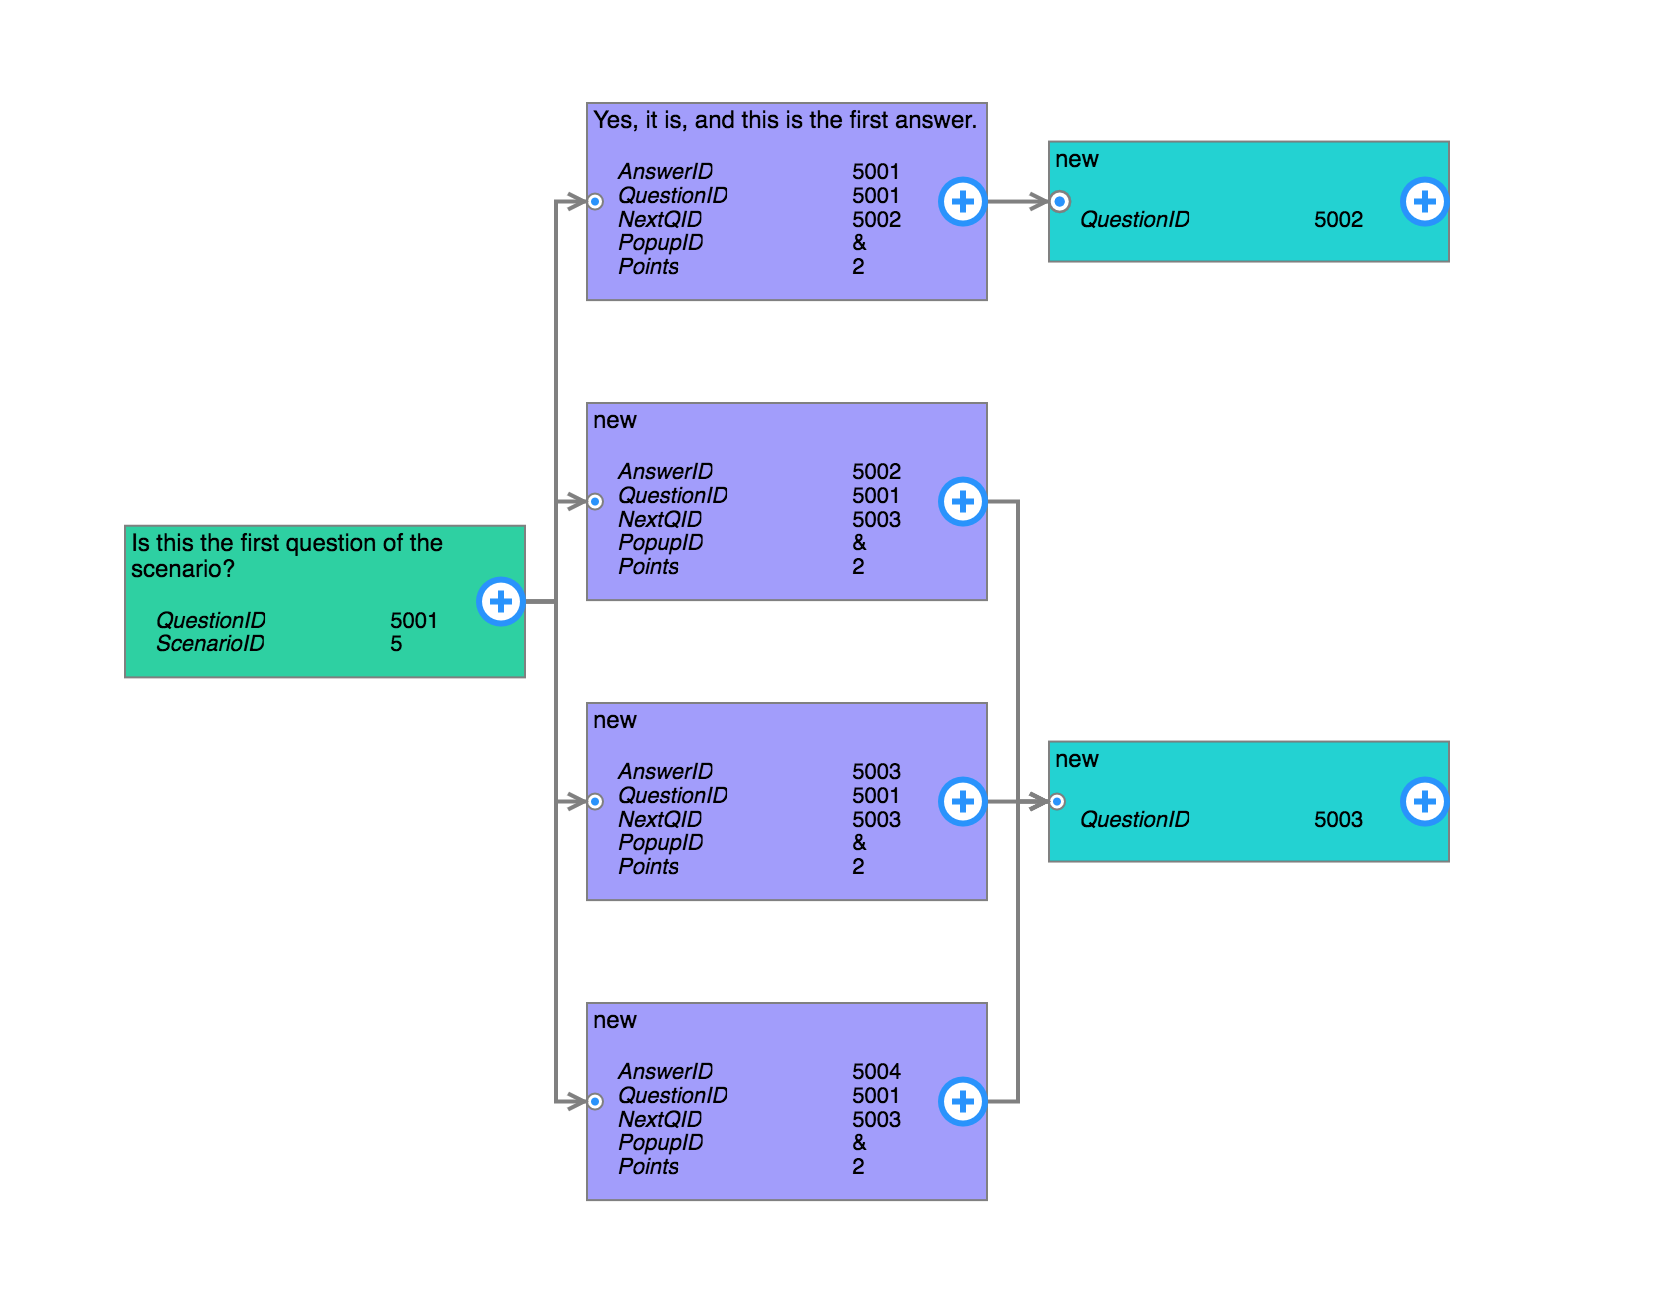 Is this the first question of the
scenario?
QuestionID 5001
ScenarioID 5
Yes, it is, and this is the first answer.
AnswerID 5001
QuestionID 5001
NextQID 5002
PopupID &
Points 2
new
AnswerID 5002
QuestionID 5001
NextQID 5003
PopupID &
Points 2
new
AnswerID 5003
QuestionID 5001
NextQID 5003
PopupID &
Points 2
new
AnswerID 5004
QuestionID 5001
NextQID 5003
PopupID &
Points 2
new
QuestionID 5002
new
QuestionID 5003